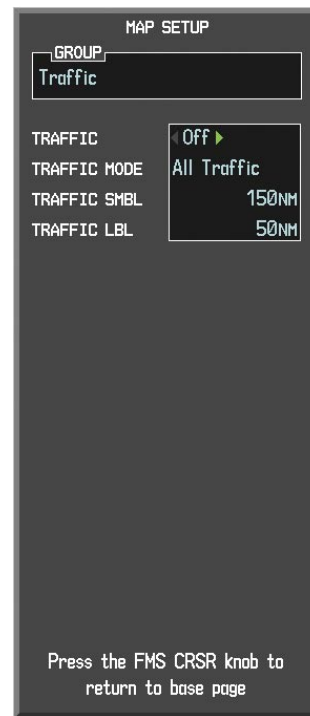 MAP SETUP
GROUP
Traffic
TRAFFIC Off
TRAFFIC MODE All Traffic
TRAFFIC SMBL 150NM
TRAFFIC LBL 50NM
Press the FMS CRSR knob to
return to base page